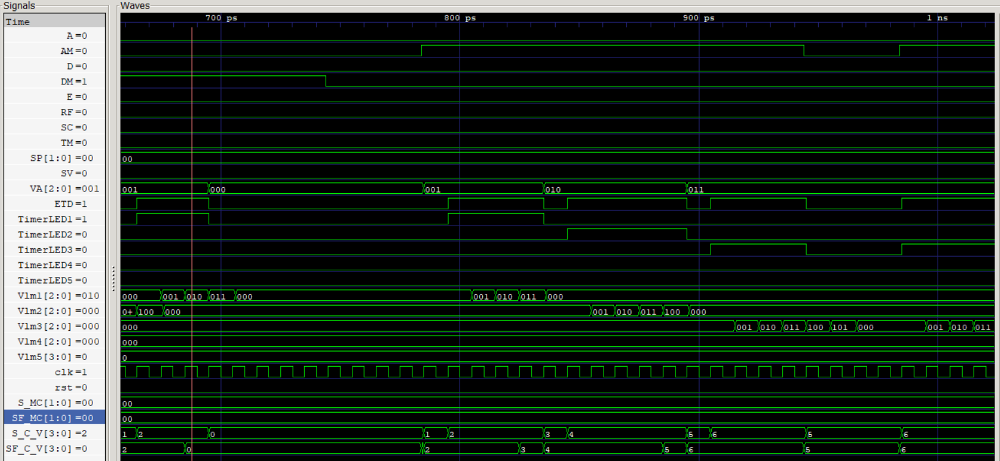 Signals
Waves
Time
700 ps 800 ps 900 ps 1 ns
A=0
AM=0
D=0
DM=1
E=0
RF=0
SC=0
TM=0
SP[1:0]=00 00
SV=0
VA[2:0]=001 001 000 001 010 011
ETD=1
TimerLED1=1
TimerLED2=0
TimerLED3=0
TimerLED4=0
TimerLED5=0
Vlm1[2:0]=010 000 001 010 011 000 001 010 011 000
Vlm2[2:0]=000 0+ 100 000 001 010 011 100 000
Vlm3[2:0]=000 000 001 010 011 100 101 000 001 010 011
Vlm4[2:0]=000 000
Vlm5[3:0]=0 0
clk=1
rst=0
S_MC[1:0]=00 00
SF_MC[1:0]=00 00
S_C_V[3:0]=2 1 2 0 1 2 3 4 5 6 5 6
SF_C_V[3:0]=0 2 0 2 3 4 5 6 5 6